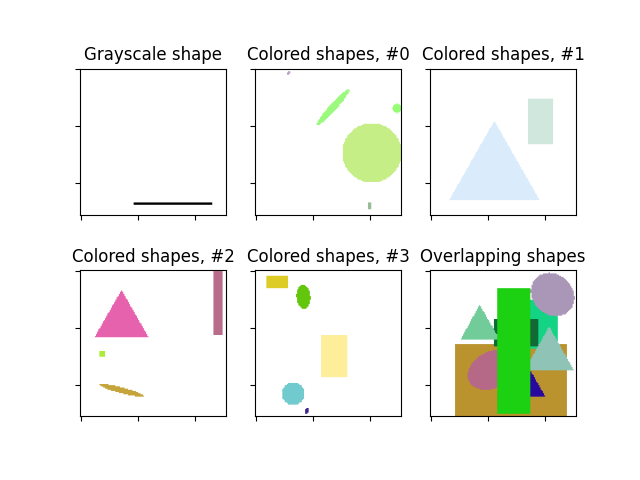 Grayscale shape
Colored shapes, #0
Colored shapes, #1
Colored shapes, #2
Colored shapes, #3
Overlapping shapes